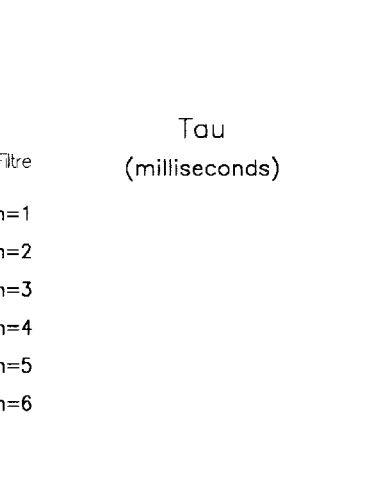 Tau
Filtre
(milliseconds)
n=1
n=2
n=3
n=4
n=5
n=6